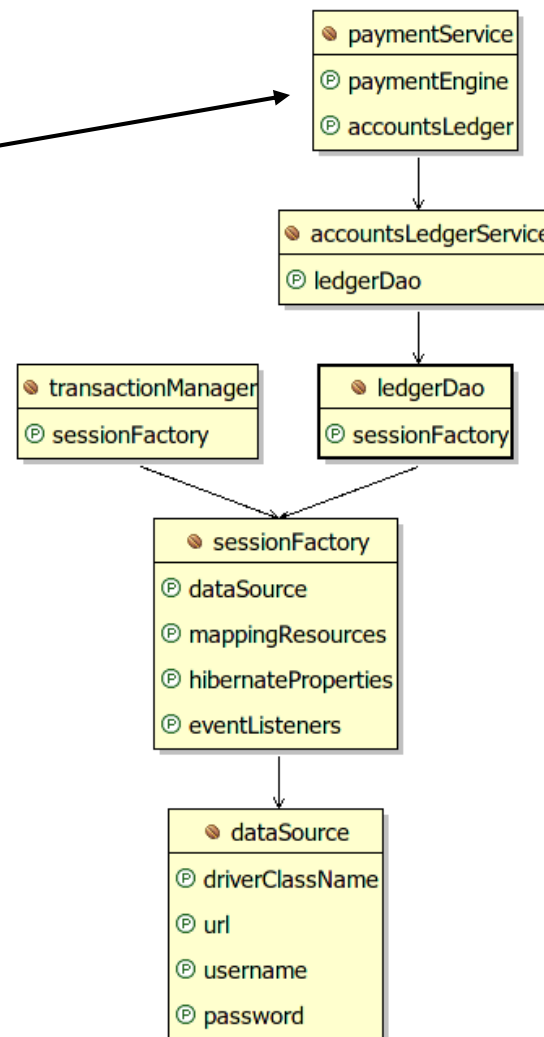 paymentService
paymentEngine
accountsLedger
accountsLedgerService
ledgerDao
transactionManager
sessionFactory
ledgerDao
sessionFactory
sessionFactory
dataSource
mappingResources
hibernateProperties
eventListeners
dataSource
driverClassName
url
username
password